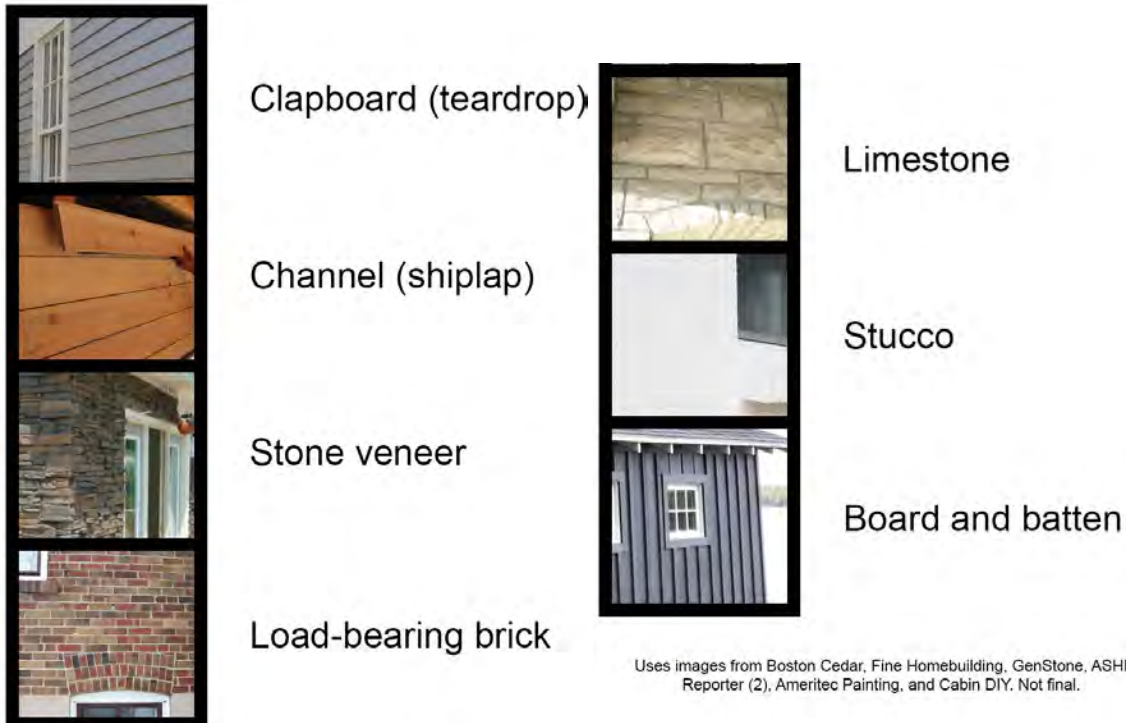 Clapboard (teardrop)
Channel (shiplap)
Stone veneer
Load-bearing brick
Limestone
Stucco
Board and batten
Uses images from Boston Cedar, Fine Homebuilding, GenStone, ASHI
Reporter (2), Ameritec Painting, and Cabin DIY. Not final.